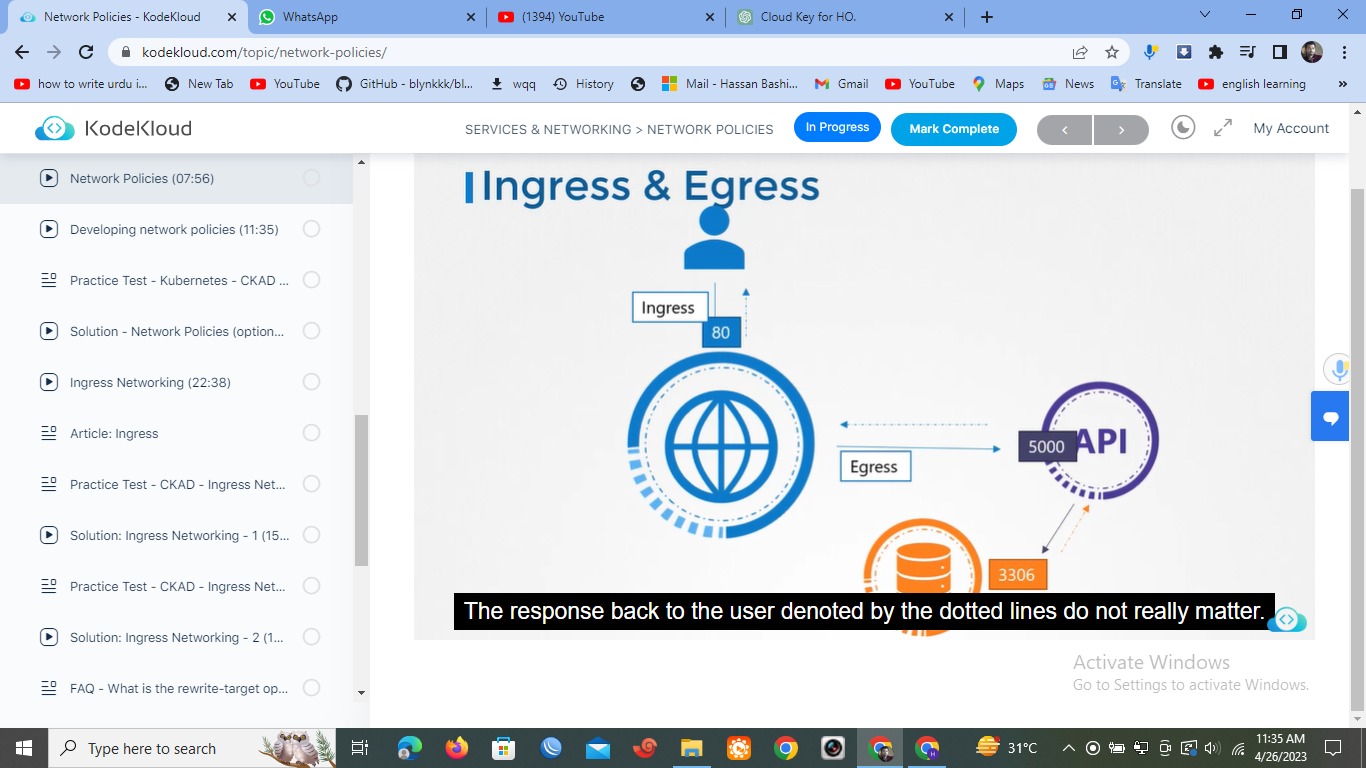 Network Policies - KodeKloud
WhatsApp
(1394) YouTube
Cloud Key for HO.
kodekloud.com/topic/network-policies/
how to write urdu i...
New Tab
YouTube
GitHub - blynkkk/bl...
wqq
History
Mail - Hassan Bashi...
Gmail
YouTube
Maps
News
Translate
english learning
»
KodeKloud
SERVICES & NETWORKING > NETWORK POLICIES
In Progress
Mark Complete
My Account
Network Policies (07:56)
Developing network policies (11:35)
Practice Test - Kubernetes - CKAD ...
Solution - Network Policies (option...
Ingress Networking (22:38)
Article: Ingress
Practice Test - CKAD - Ingress Net...
Solution: Ingress Networking - 1 (15...
Practice Test - CKAD - Ingress Net...
Solution: Ingress Networking - 2 (1...
FAQ - What is the rewrite-target op...
Ingress & Egress
Ingress
80
5000
API
Egress
3306
The response back to the user denoted by the dotted lines do not really matter.
Activate Windows
Go to Settings to activate Windows.
Type here to search
31°C
11:35 AM
4/26/2023